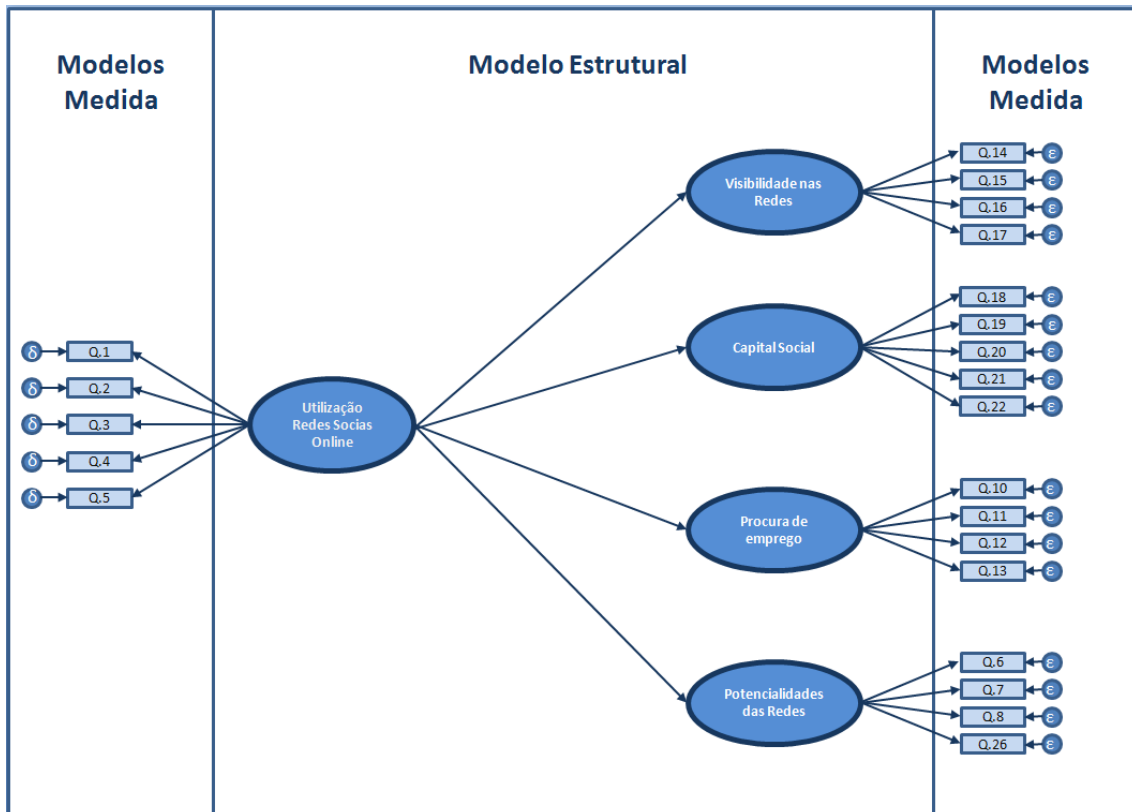 Modelos
Medida
Modelo Estrutural
Modelos
Medida
δ
Q.1
δ
Q.2
δ
Q.3
δ
Q.4
δ
Q.5
Utilização
Redes Socias
Online
Visibilidade nas
Redes
Capital Social
Procura de
emprego
Potencialidades
das Redes
Q.14
ε
Q.15
ε
Q.16
ε
Q.17
ε
Q.18
ε
Q.19
ε
Q.20
ε
Q.21
ε
Q.22
ε
Q.10
ε
Q.11
ε
Q.12
ε
Q.13
ε
Q.6
ε
Q.7
ε
Q.8
ε
Q.26
ε